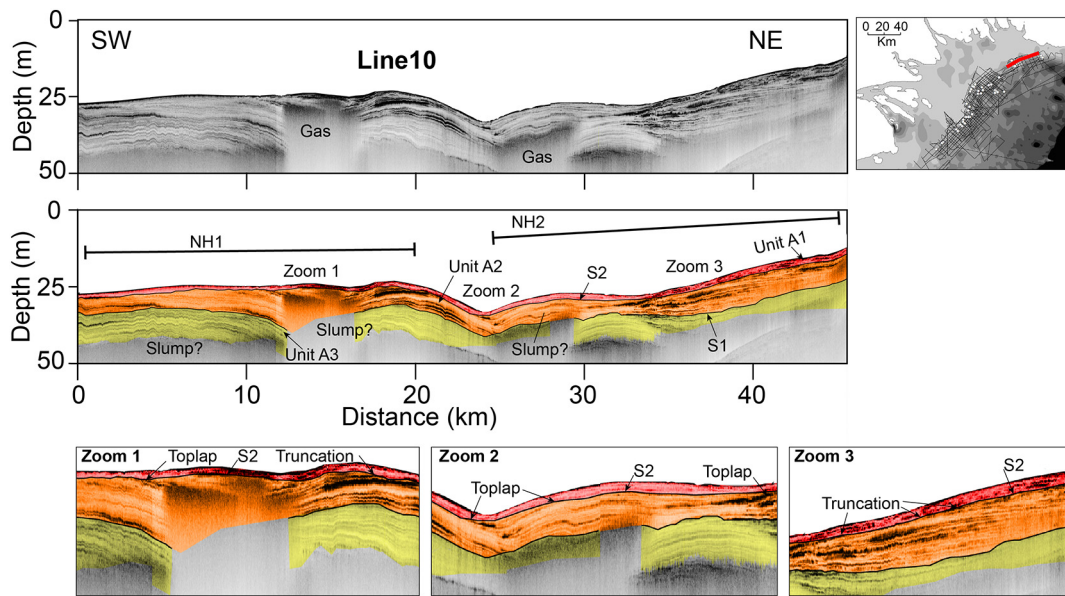 SW
Line10
NE
Depth (m)
0
25
50
Gas
Gas
0 20 40
Km
Depth (m)
0
25
50
NH1
NH2
Zoom 1
Unit A2
Zoom 2
S2
Zoom 3
Unit A1
Slump?
Unit A3
Slump?
Slump?
S1
0
10
20
30
40
Distance (km)
Zoom 1
Toplap
S2
Truncation
Zoom 2
Toplap
S2
Toplap
Zoom 3
S2
Truncation